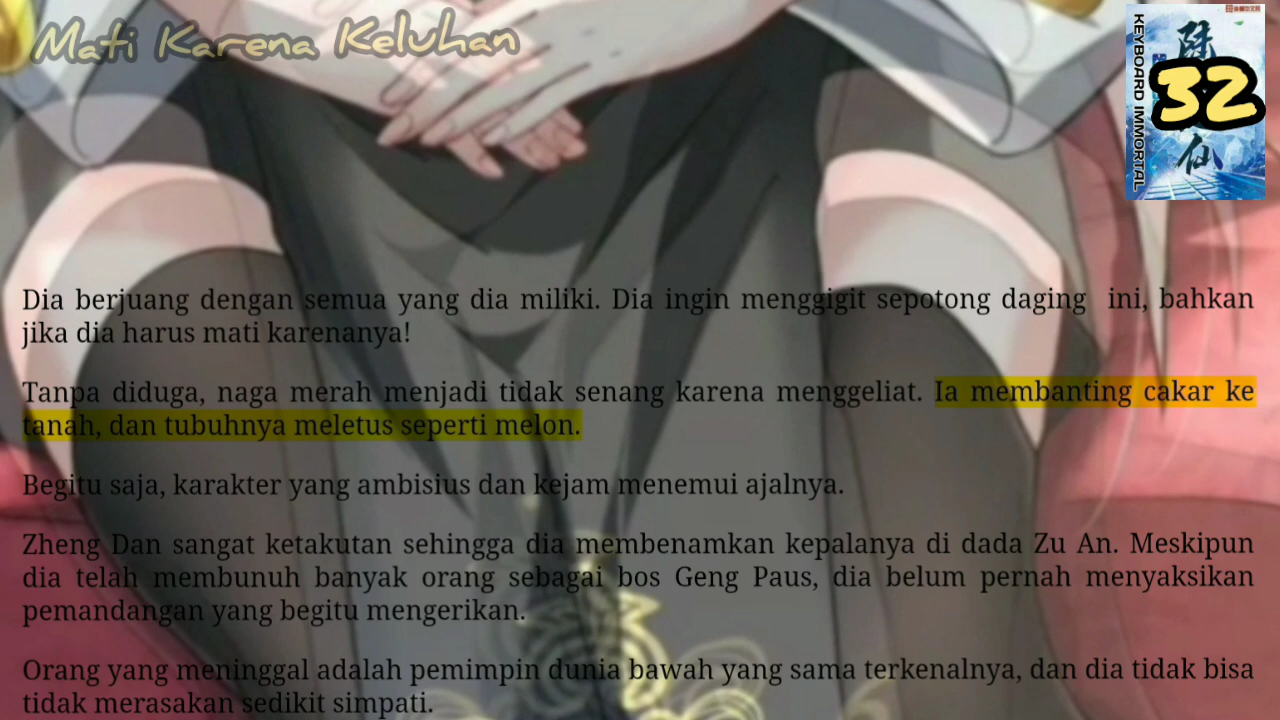 Mati Karena Keluhan
KEYBOARD IMMORTAL
32
仙
Dia berjuang dengan semua yang dia miliki. Dia ingin menggigit sepotong daging ini, bahkan
jika dia harus mati karenanya!
Tanpa diduga, naga merah menjadi tidak senang karena menggeliat. Ia membanting cakar ke
tanah, dan tubuhnya meletus seperti melon.
Begitu saja, karakter yang ambisius dan kejam menemui ajalnya.
Zheng Dan sangat ketakutan sehingga dia membenamkan kepalanya di dada Zu An. Meskipun
dia telah membunuh banyak orang sebagai bos Geng Paus, dia belum pernah menyaksikan
pemandangan yang begitu mengerikan.
Orang yang meninggal adalah pemimpin dunia bawah yang sama terkenalnya, dan dia tidak bisa
tidak merasakan sedikit simpati.